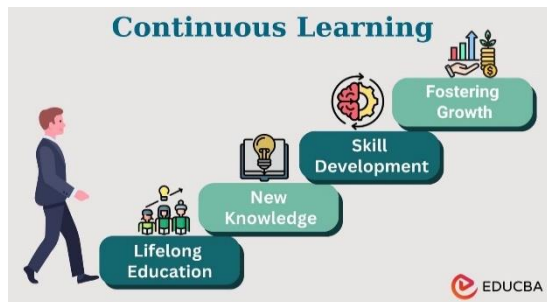 Continuous Learning
Fostering
Growth
Skill
Development
New
Knowledge
Lifelong
Education
EDUCBA